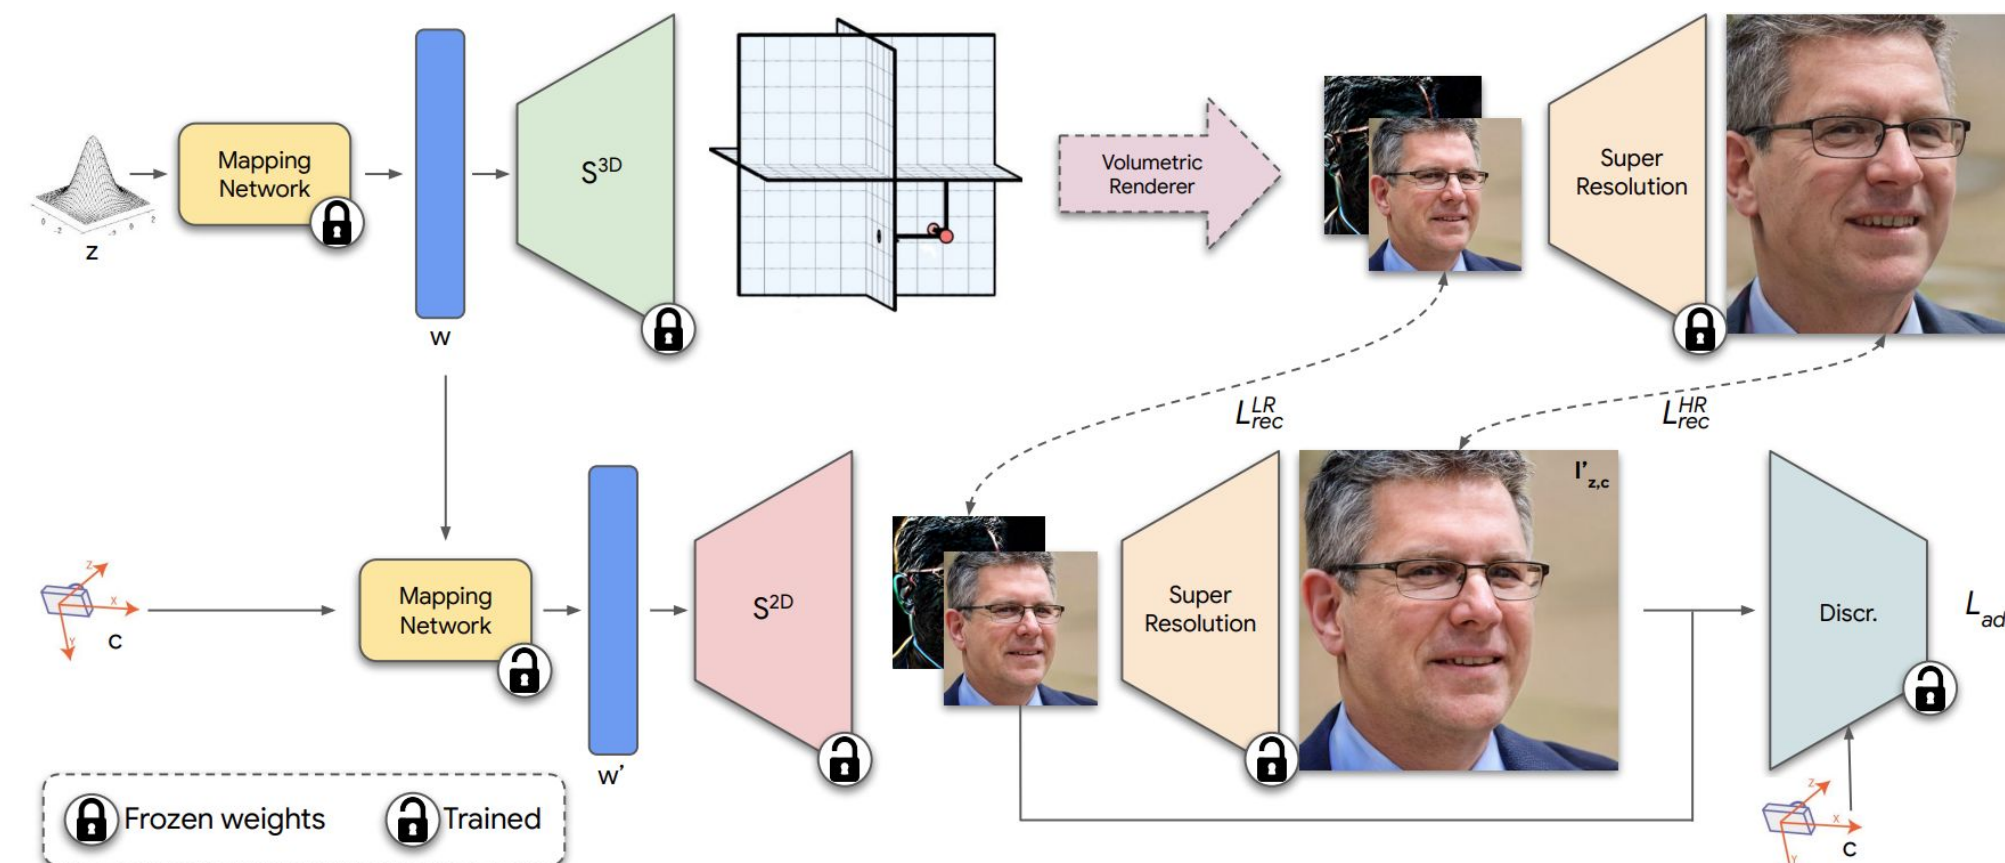 z
Mapping
Network
w
S3D
Volumetric
Renderer
Super
Resolution
LLRrec
LHRrec
c
Z
X
Y
Mapping
Network
w'
S2D
Super
Resolution
I'z,c
Discr.
Lad
Z
X
Y
c
Frozen weights
Trained